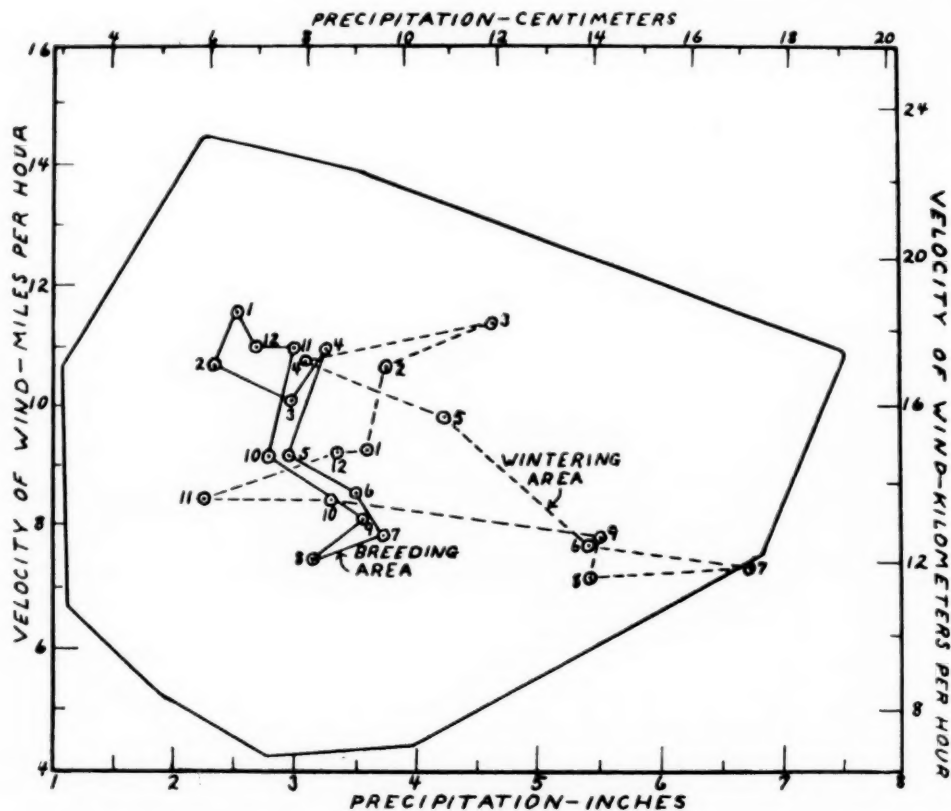 PRECIPITATION-CENTIMETERS
4 6 8 10 12 14 16 18 20
16
14
12
10
8
6
4
VELOCITY OF WIND-MILES PER HOUR
24
20
16
12
8
VELOCITY OF WIND-KILOMETERS PER HOUR
1
12 11 4 3
2 4 2
3
5
10 5 12 1
WINTERING
AREA
6
11 10
9 7 6 9
8 BREEDING
AREA
8 7
1 2 3 4 5 6 7 8
PRECIPITATION-INCHES